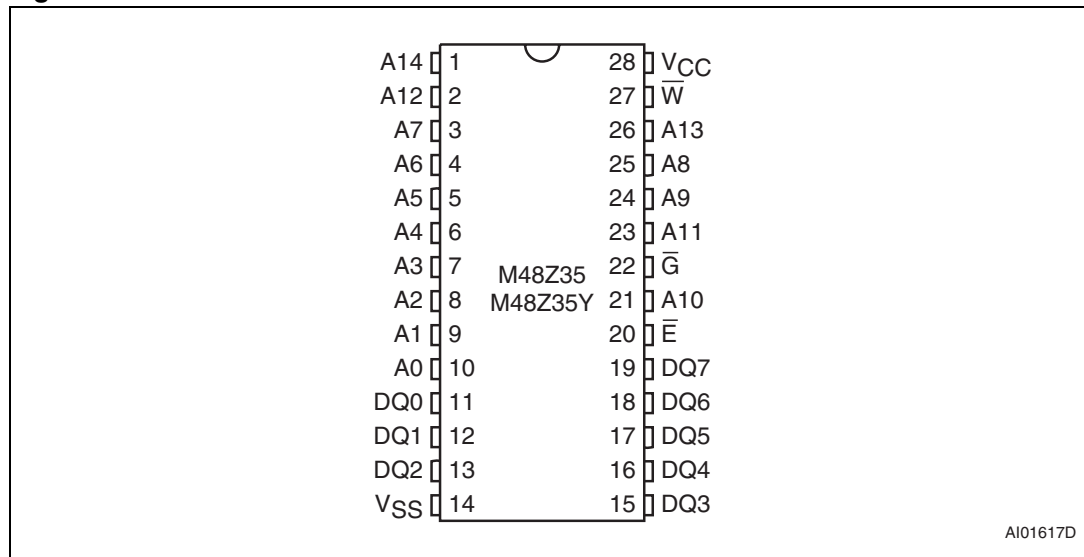 A14 1 28 VCC
A12 2 27 W̅
A7 3 26 A13
A6 4 25 A8
A5 5 24 A9
A4 6 23 A11
A3 7 22 G̅
M48Z35
A2 8 M48Z35Y 21 A10
A1 9 20 E̅
A0 10 19 DQ7
DQ0 11 18 DQ6
DQ1 12 17 DQ5
DQ2 13 16 DQ4
VSS 14 15 DQ3
AI01617D